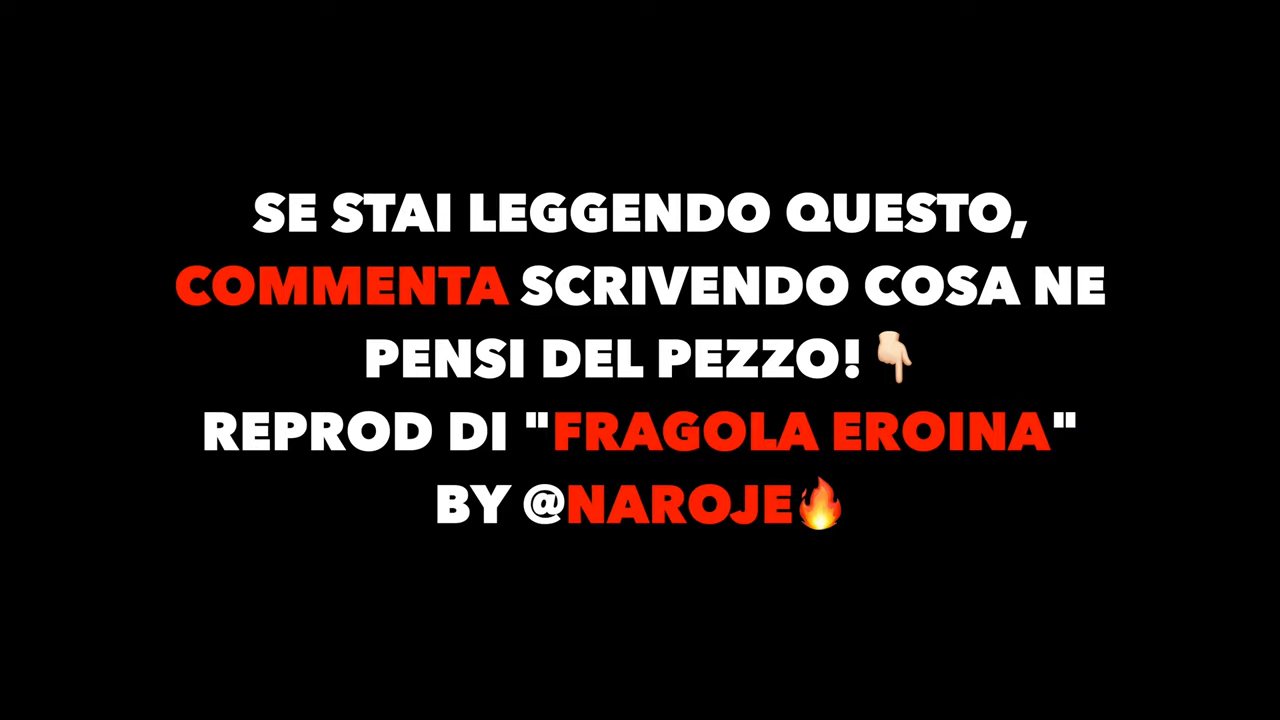 SE STAI LEGGENDO QUESTO,
COMMENTA SCRIVENDO COSA NE
PENSI DEL PEZZO!👇🏻
REPROD DI "FRAGOLA EROINA"
BY @NAROJE🔥